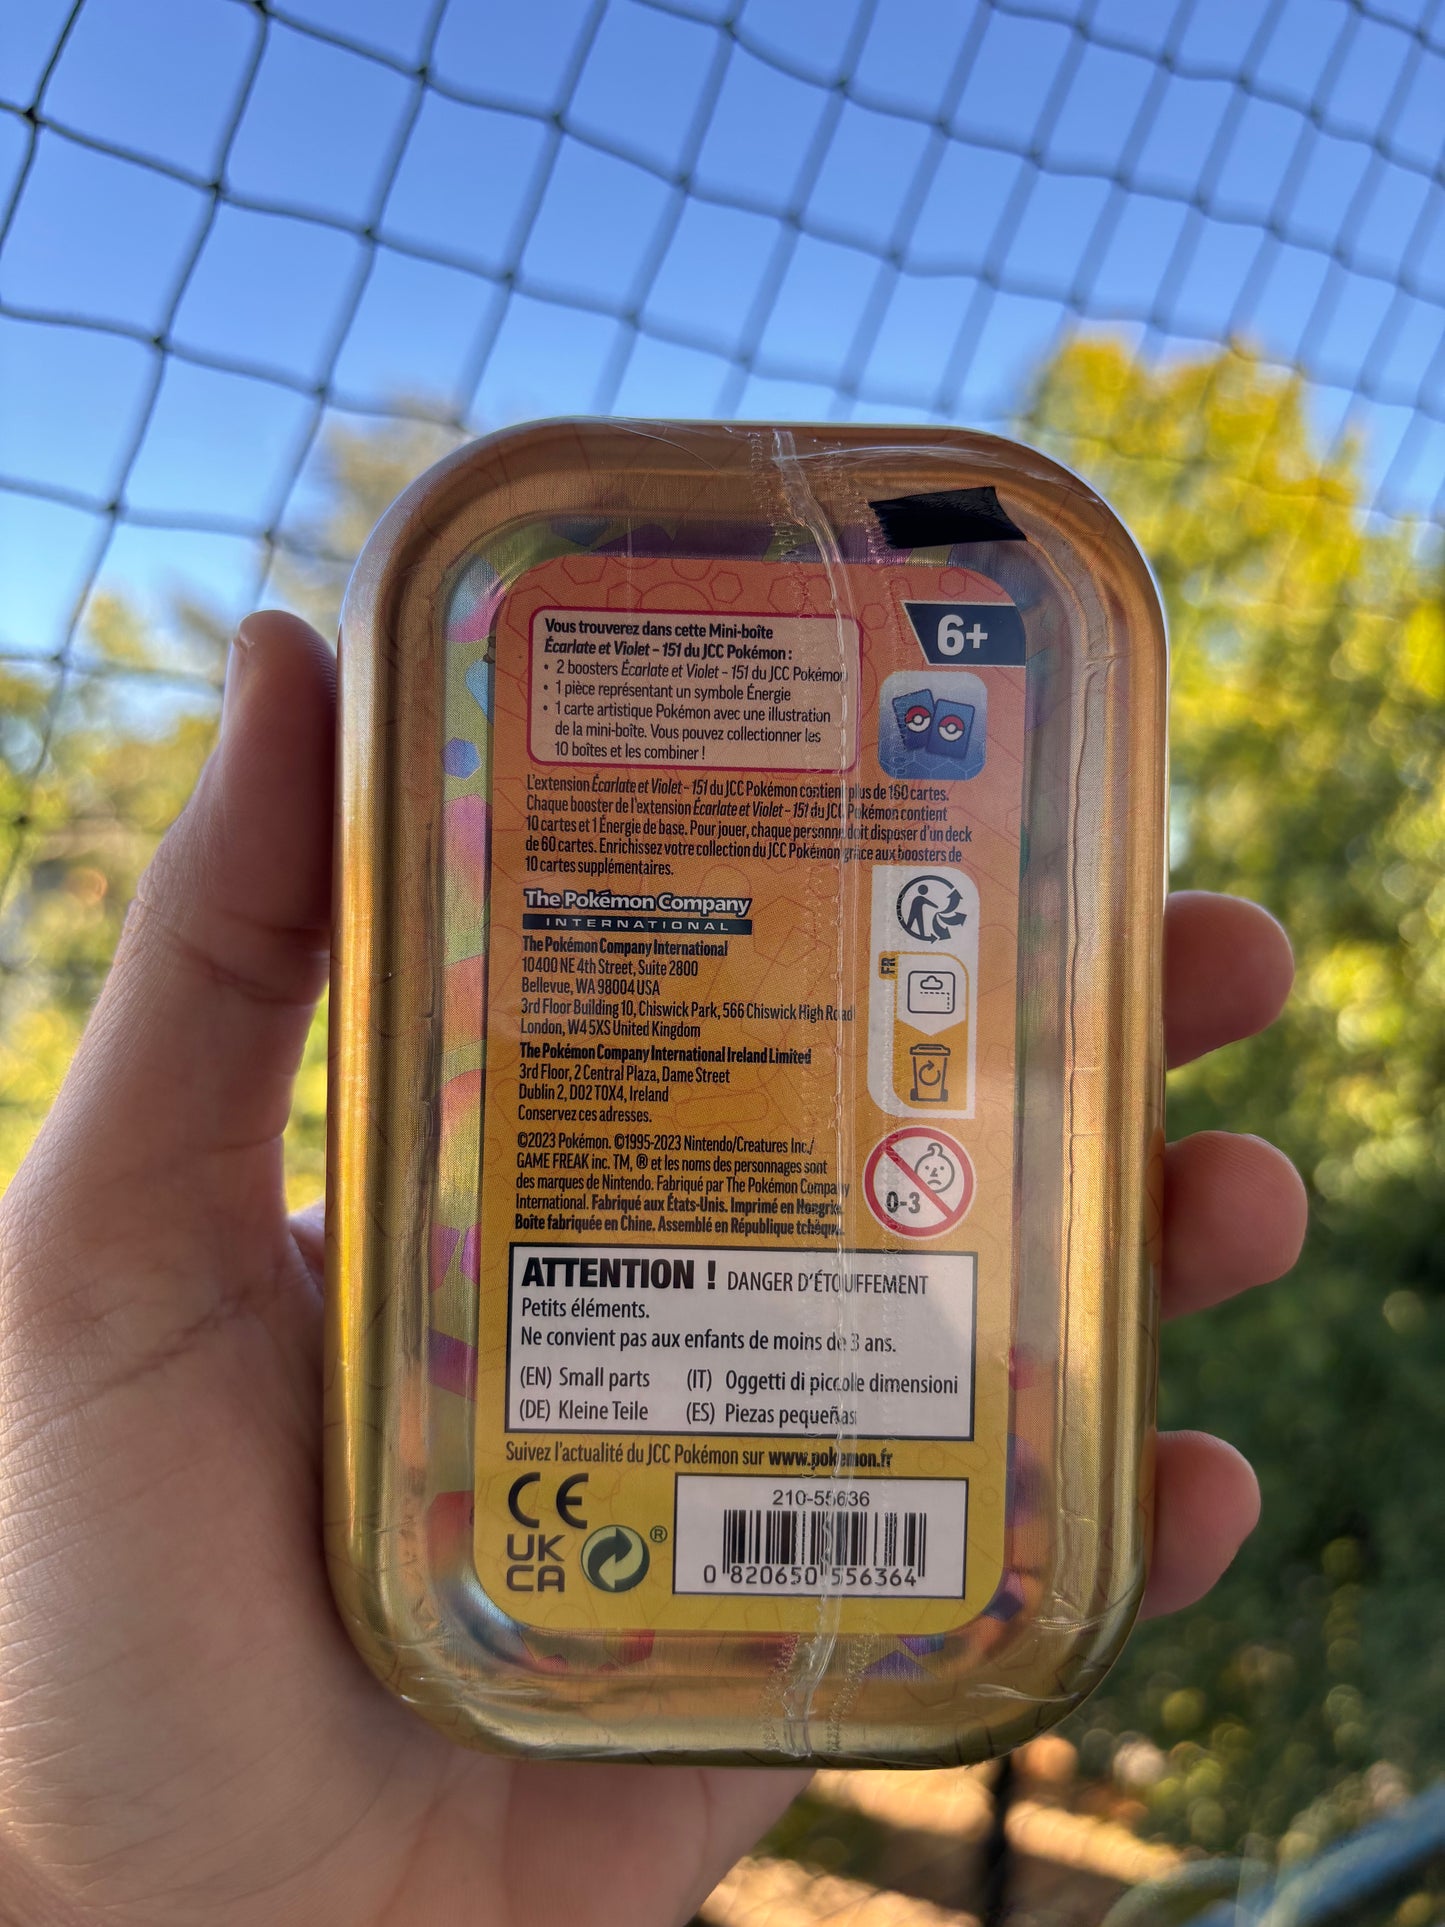 Vous trouverez dans cette Mini-boîte
Écarlate et Violet – 151 du JCC Pokémon :
• 2 boosters Écarlate et Violet – 151 du JCC Pokémon
• 1 pièce représentant un symbole Énergie
• 1 carte artistique Pokémon avec une illustration
de la mini-boîte. Vous pouvez collectionner les
10 boîtes et les combiner !
6+
L'extension Écarlate et Violet – 151 du JCC Pokémon contient plus de 160 cartes.
Chaque booster de l'extension Écarlate et Violet – 151 du JCC Pokémon contient
10 cartes et 1 Énergie de base. Pour jouer, chaque personne doit disposer d'un deck
de 60 cartes. Enrichissez votre collection du JCC Pokémon grâce aux boosters de
10 cartes supplémentaires.
The Pokémon Company
INTERNATIONAL
The Pokémon Company International
10400 NE 4th Street, Suite 2800
Bellevue, WA 98004 USA
3rd Floor Building 10, Chiswick Park, 566 Chiswick High Road
London, W4 5XS United Kingdom
The Pokémon Company International Ireland Limited
3rd Floor, 2 Central Plaza, Dame Street
Dublin 2, D02 T0X4, Ireland
Conservez ces adresses.
FR
©2023 Pokémon. ©1995-2023 Nintendo/Creatures Inc./
GAME FREAK inc. TM, ® et les noms des personnages sont
des marques de Nintendo. Fabriqué par The Pokémon Company
International. Fabriqué aux États-Unis. Imprimé en Hongrie.
Boîte fabriquée en Chine. Assemblé en République tchèque.
0-3
ATTENTION ! DANGER D'ÉTOUFFEMENT
Petits éléments.
Ne convient pas aux enfants de moins de 3 ans.
(EN) Small parts (IT) Oggetti di piccole dimensioni
(DE) Kleine Teile (ES) Piezas pequeñas
Suivez l'actualité du JCC Pokémon sur www.pokemon.fr
CE
UK
CA
®
210-55636
0 820650 556364